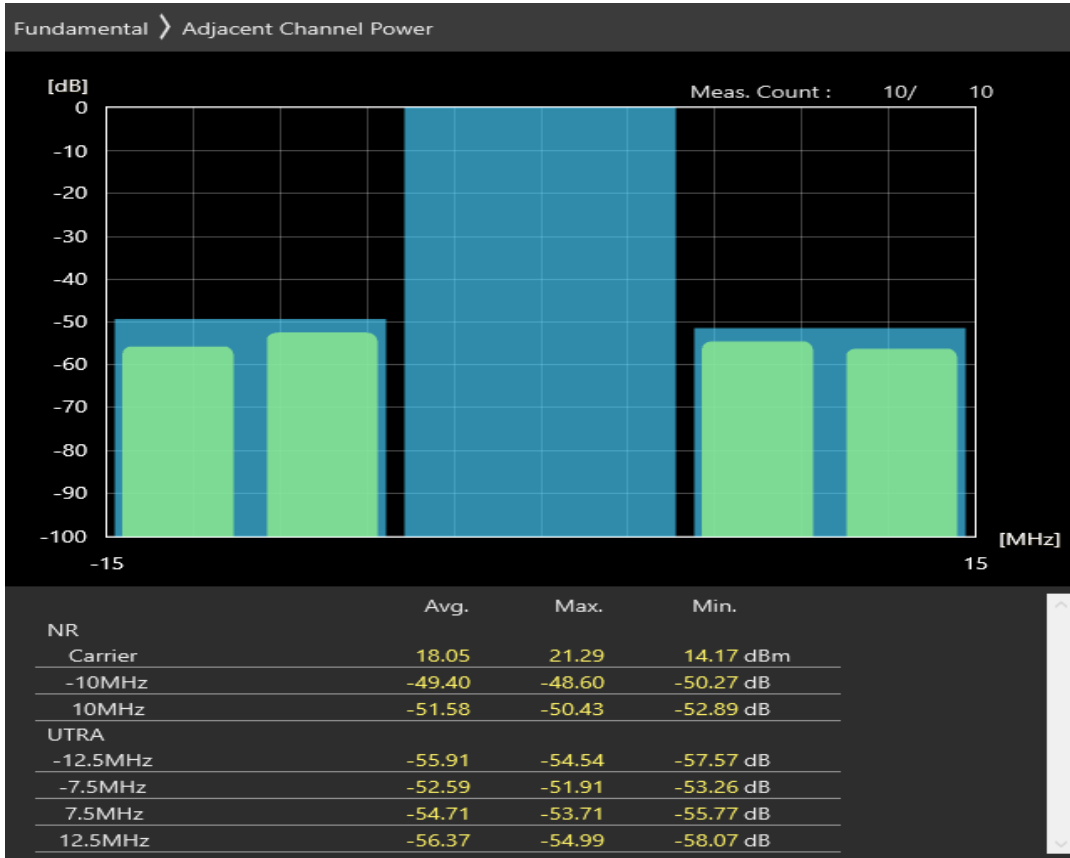 Fundamental 〉 Adjacent Channel Power
[dB]
Meas. Count : 10/ 10
0
-10
-20
-30
-40
-50
-60
-70
-80
-90
-100
[MHz]
-15 15
Avg. Max. Min.
NR
Carrier 18.05 21.29 14.17 dBm
-10MHz -49.40 -48.60 -50.27 dB
10MHz -51.58 -50.43 -52.89 dB
UTRA
-12.5MHz -55.91 -54.54 -57.57 dB
-7.5MHz -52.59 -51.91 -53.26 dB
7.5MHz -54.71 -53.71 -55.77 dB
12.5MHz -56.37 -54.99 -58.07 dB